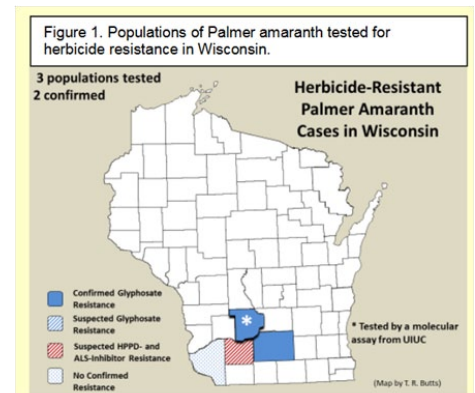 Figure 1. Populations of Palmer amaranth tested for
herbicide resistance in Wisconsin.
3 populations tested
2 confirmed
Herbicide-Resistant
Palmer Amaranth
Cases in Wisconsin
*
Confirmed Glyphosate
Resistance
Suspected Glyphosate
Resistance
Suspected HPPD- and
ALS-Inhibitor Resistance
No Confirmed
Resistance
* Tested by a molecular
assay from UIUC
(Map by T. R. Butts)